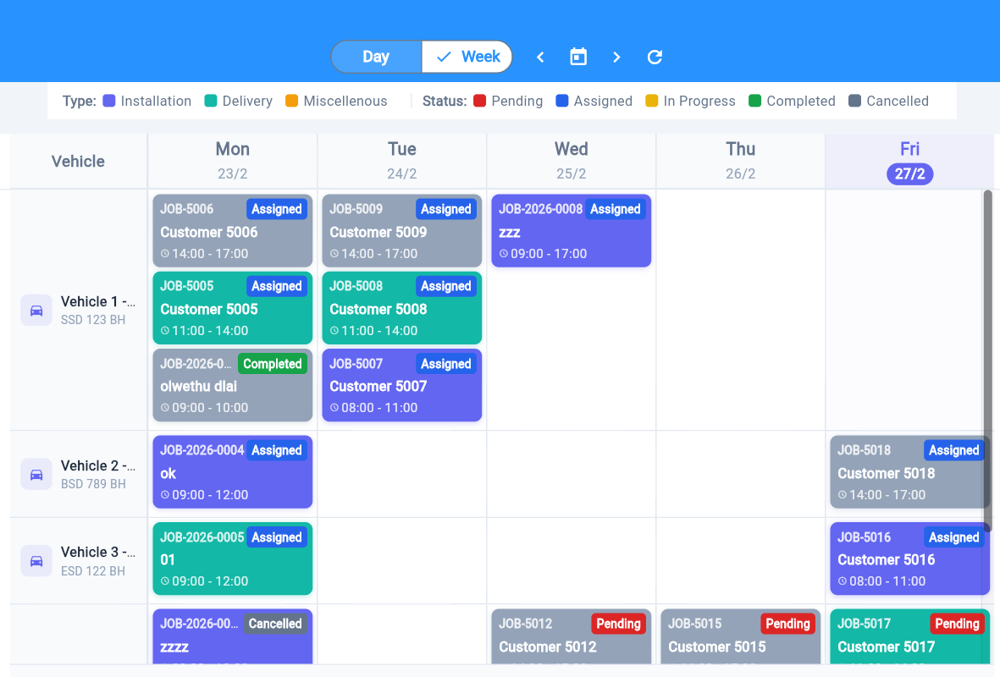 Day Week
Type: Installation Delivery Miscellenous Status: Pending Assigned In Progress Completed Cancelled
Vehicle Mon Tue Wed Thu Fri
23/2 24/2 25/2 26/2 27/2
JOB-5006 Assigned JOB-5009 Assigned JOB-2026-0008 Assigned
Customer 5006 Customer 5009 zzz
14:00 - 17:00 14:00 - 17:00 09:00 - 17:00
JOB-5005 Assigned JOB-5008 Assigned
Vehicle 1 -... Customer 5005 Customer 5008
SSD 123 BH 11:00 - 14:00 11:00 - 14:00
JOB-2026-0... Completed JOB-5007 Assigned
olwethu dlai Customer 5007
09:00 - 10:00 08:00 - 11:00
JOB-2026-0004 Assigned JOB-5018 Assigned
Vehicle 2 -... ok Customer 5018
BSD 789 BH 09:00 - 12:00 14:00 - 17:00
JOB-2026-0005 Assigned JOB-5016 Assigned
Vehicle 3 -... 01 Customer 5016
ESD 122 BH 09:00 - 12:00 08:00 - 11:00
JOB-2026-00... Cancelled JOB-5012 Pending JOB-5015 Pending JOB-5017 Pending
zzzz Customer 5012 Customer 5015 Customer 5017